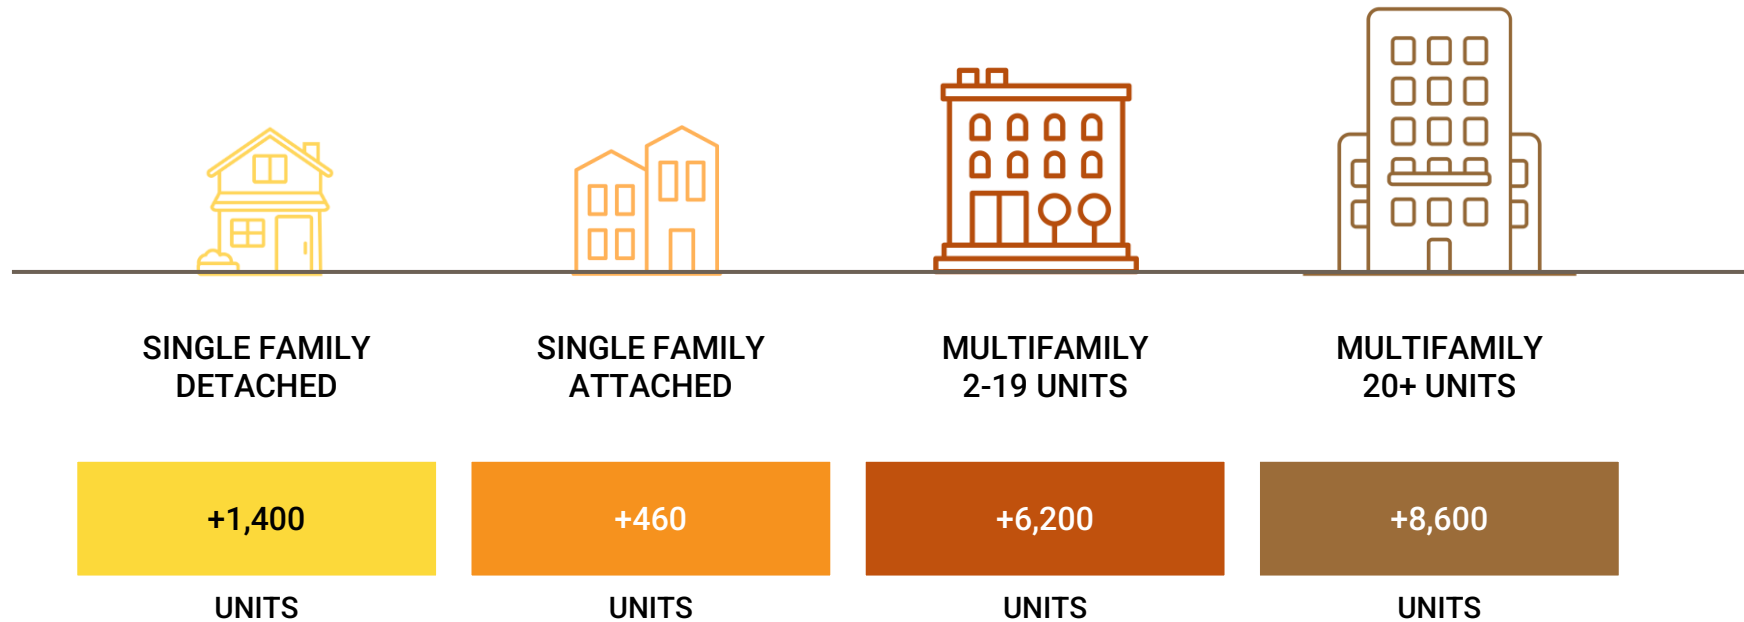 SINGLE FAMILY
DETACHED
SINGLE FAMILY
ATTACHED
MULTIFAMILY
2-19 UNITS
MULTIFAMILY
20+ UNITS
+1,400
+460
+6,200
+8,600
UNITS
UNITS
UNITS
UNITS